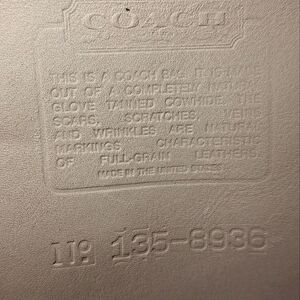 COACH
THIS IS A COACH BAG. IT IS MADE
OUT OF A COMPLETELY NATURAL
GLOVE TANNED COWHIDE. THE
SCARS, SCRATCHES, VEINS
AND WRINKLES ARE NATURAL
MARKINGS CHARACTERISTIC
OF FULL-GRAIN LEATHERS.
MADE IN THE UNITED STATES.
135-8936